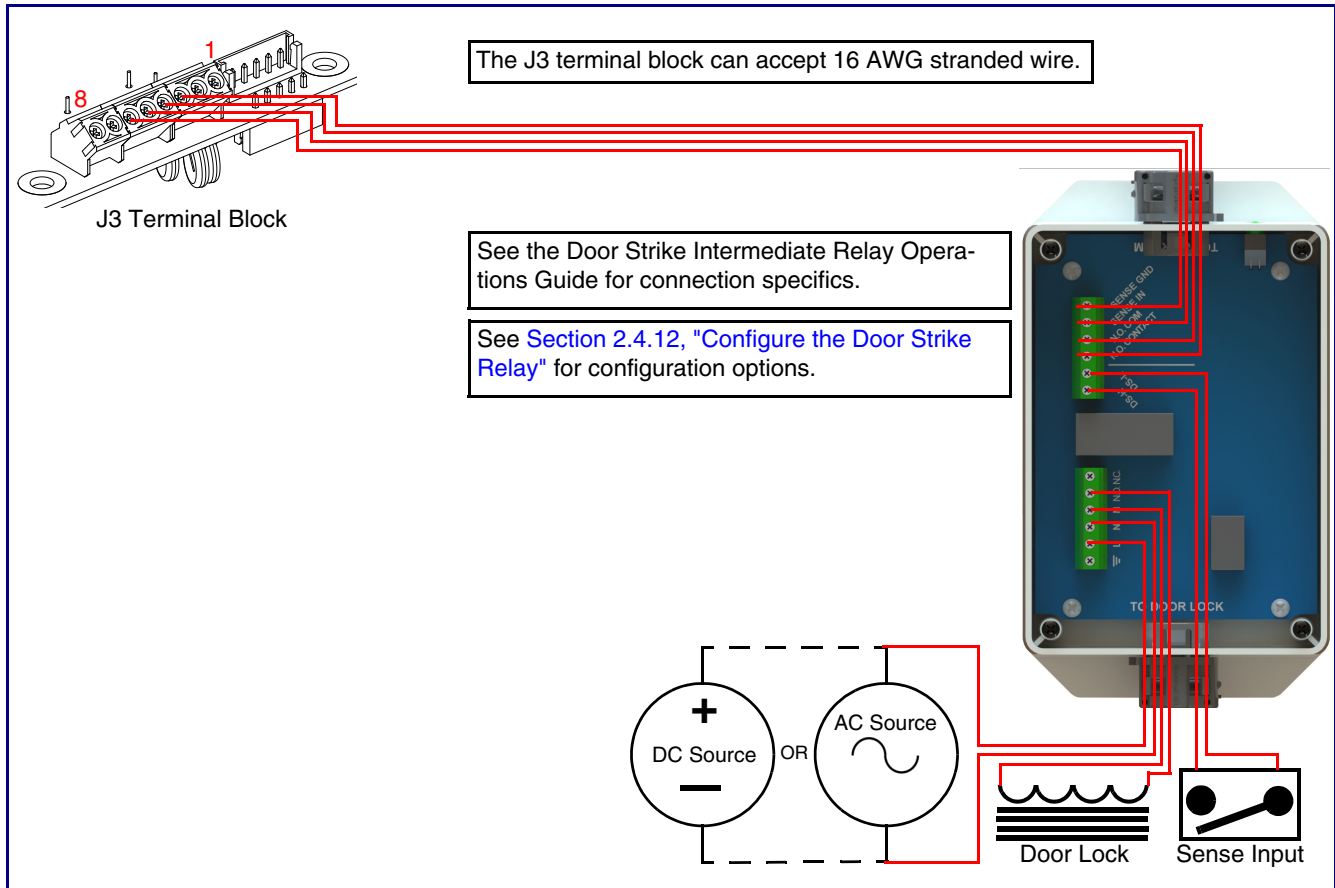 1
The J3 terminal block can accept 16 AWG stranded wire.
8
J3 Terminal Block
See the Door Strike Intermediate Relay Opera-
tions Guide for connection specifics.
See Section 2.4.12, "Configure the Door Strike
Relay" for configuration options.
SENSE GND
SENSE IN
N.O. COM
N.O. CONTACT
N.C.
N.O.
N
N
L
TO DOOR LOCK
+
DC Source
OR
AC Source
Door Lock
Sense Input